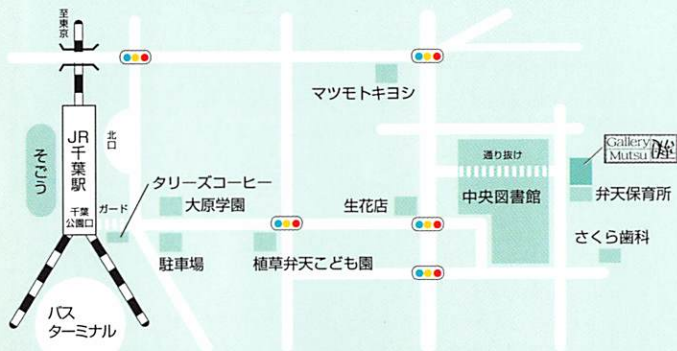 至東京
マツモトキヨシ
JR
千葉駅
北口
そごう
千葉
公園口
ガード
タリーズコーヒー
大原学園
駐車場
植草弁天こども園
生花店
通り抜け
中央図書館
Gallery
Mutsu
弁天保育所
さくら歯科
バス
ターミナル